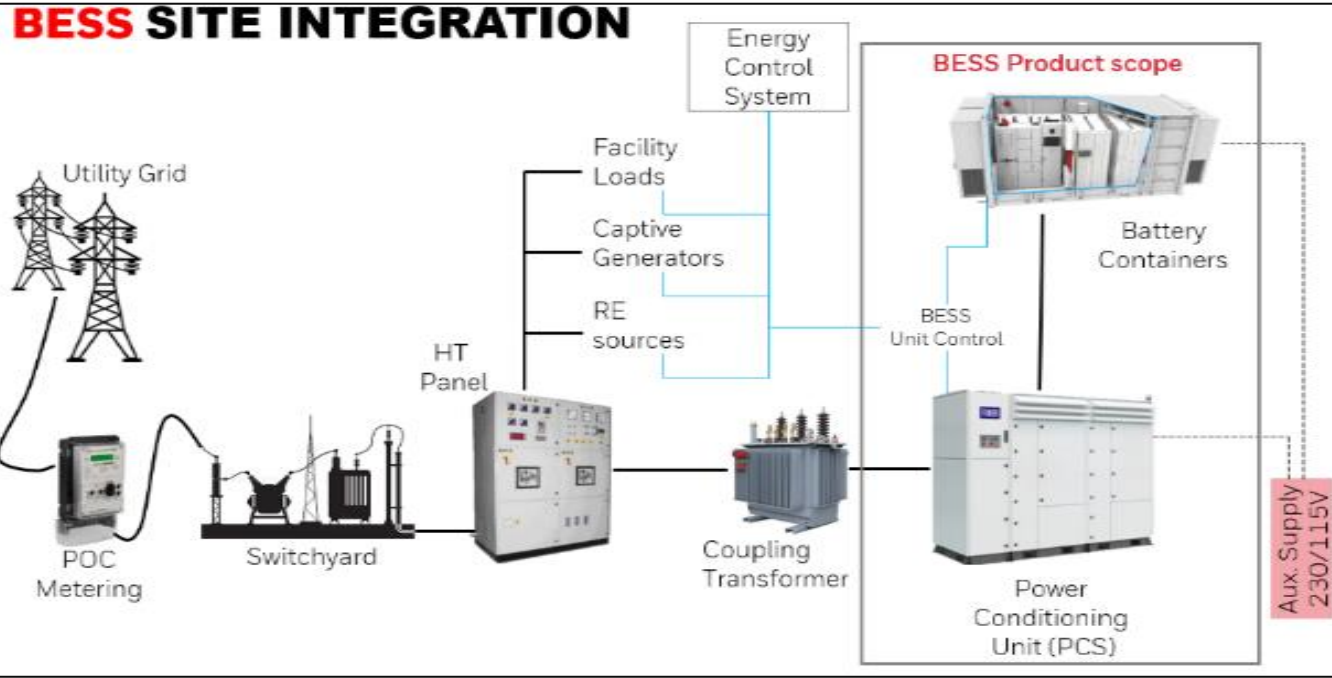 BESS SITE INTEGRATION
Energy
Control
System
BESS Product scope
Utility Grid
Facility
Loads
Captive
Generators
RE
sources
Battery
Containers
BESS
Unit Control
HT
Panel
POC
Metering
Switchyard
Coupling
Transformer
Power
Conditioning
Unit (PCS)
Aux. Supply
230/115V